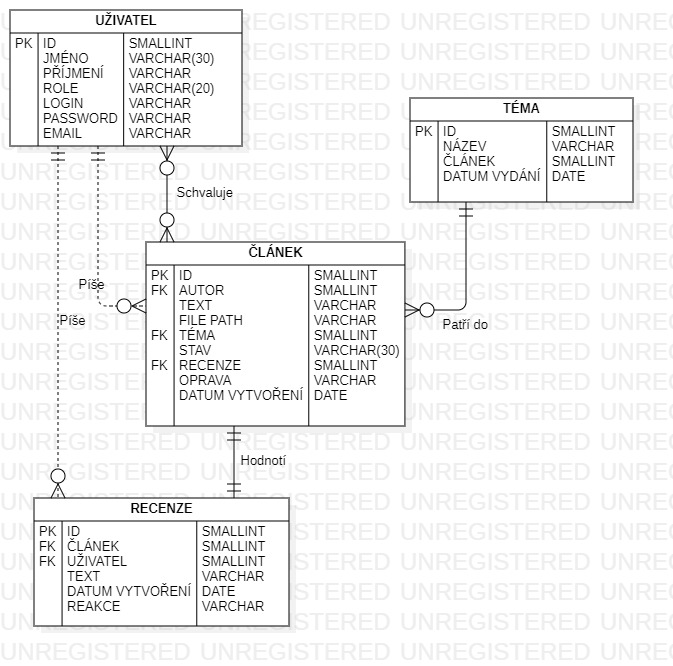 UŽIVATEL
PK ID SMALLINT
JMÉNO VARCHAR(30)
PŘÍJMENÍ VARCHAR
ROLE VARCHAR(20)
LOGIN VARCHAR
PASSWORD VARCHAR
EMAIL VARCHAR
TÉMA
PK ID SMALLINT
NÁZEV VARCHAR
ČLÁNEK SMALLINT
DATUM VYDÁNÍ DATE
Schvaluje
ČLÁNEK
PK ID SMALLINT
FK AUTOR SMALLINT
TEXT VARCHAR
FILE PATH VARCHAR
FK TÉMA SMALLINT
STAV VARCHAR(30)
FK RECENZE SMALLINT
OPRAVA VARCHAR
DATUM VYTVOŘENÍ DATE
Píše
Píše
Patří do
Hodnotí
RECENZE
PK ID SMALLINT
FK ČLÁNEK SMALLINT
FK UŽIVATEL SMALLINT
TEXT VARCHAR
DATUM VYTVOŘENÍ DATE
REAKCE VARCHAR
UNREGISTERED